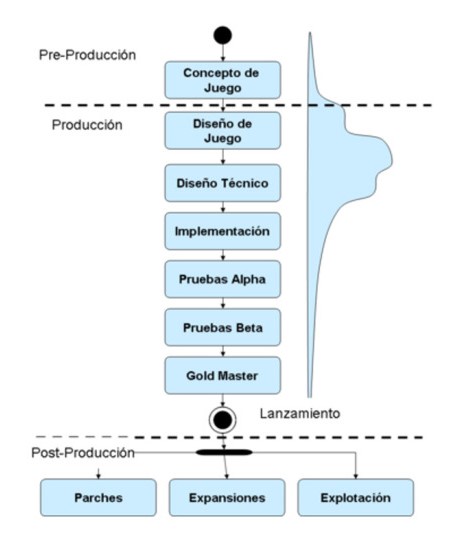 Pre-Producción
Concepto de
Juego
Producción
Diseño de
Juego
Diseño Técnico
Implementación
Pruebas Alpha
Pruebas Beta
Gold Master
Lanzamiento
Post-Producción
Parches
Expansiones
Explotación